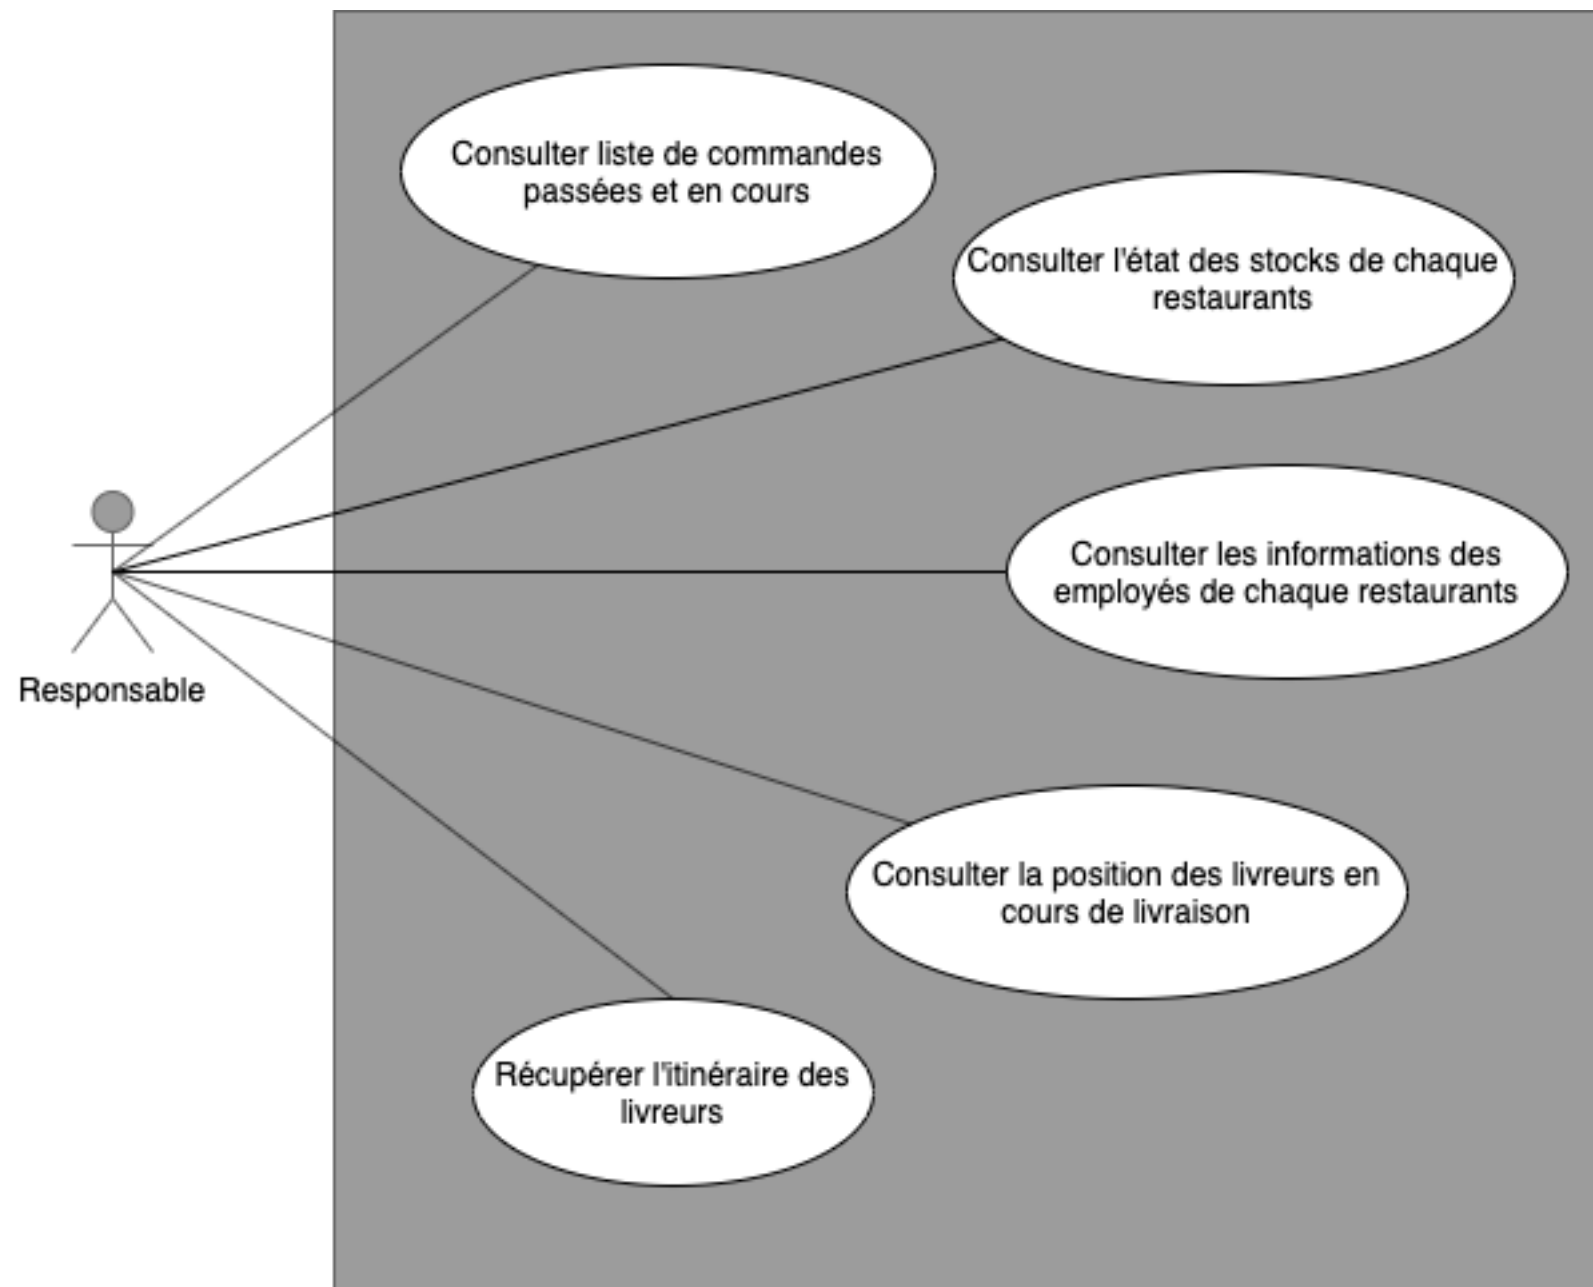 Consulter liste de commandes
passées et en cours
Consulter l'état des stocks de chaque
restaurants
Consulter les informations des
employés de chaque restaurants
Responsable
Consulter la position des livreurs en
cours de livraison
Récupérer l'itinéraire des
livreurs